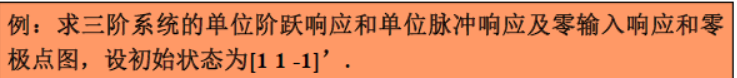 例：求三阶系统的单位阶跃响应和单位脉冲响应及零输入响应和零
极点图，设初始状态为[1 1 -1]’ .